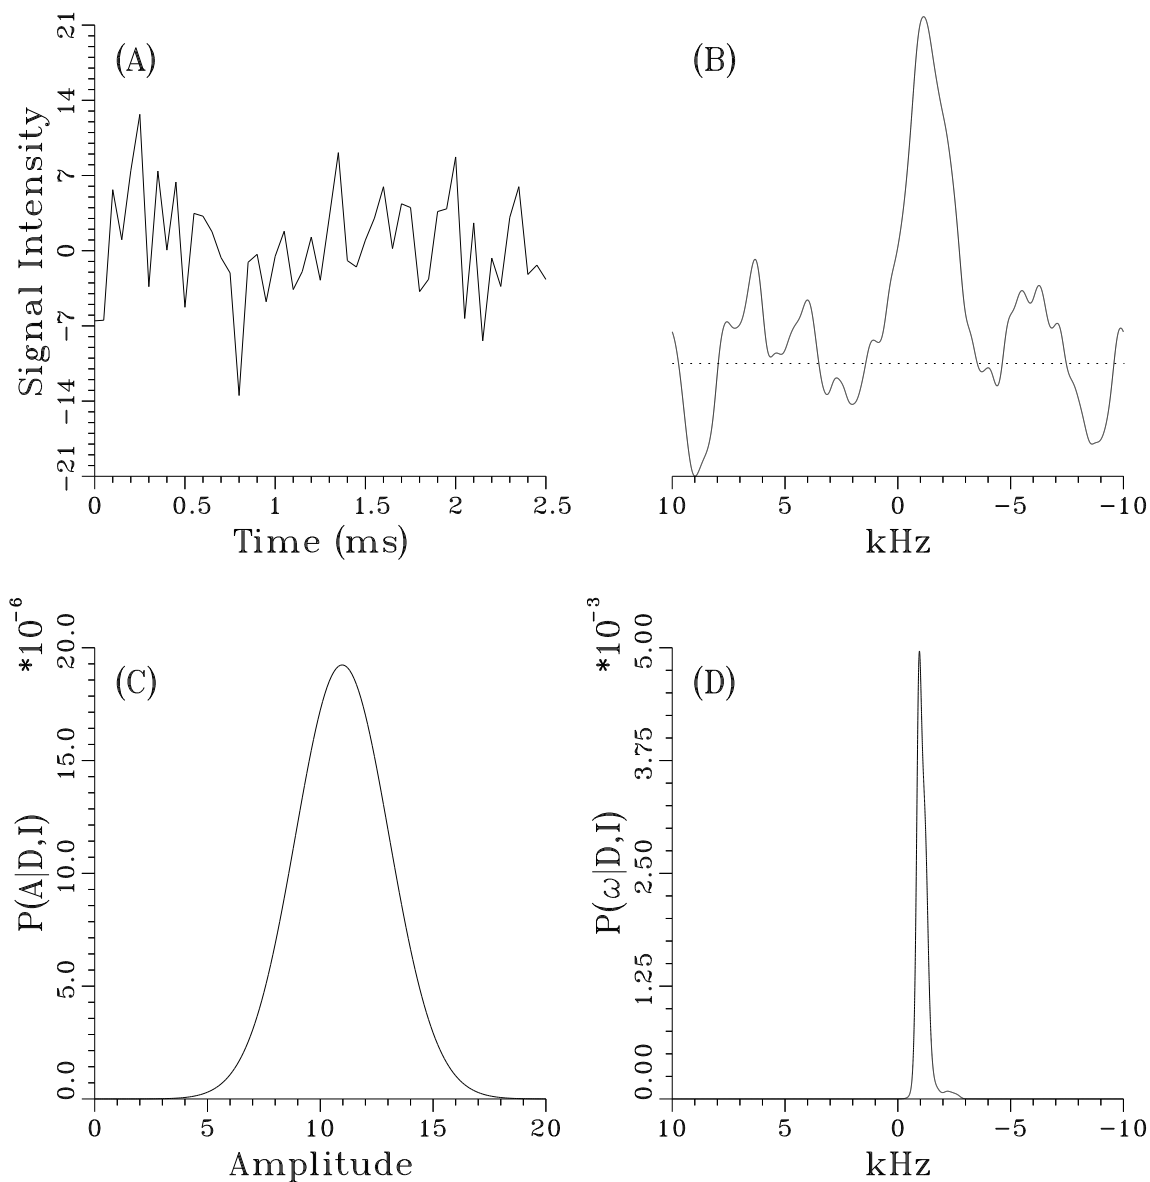 (A)
Signal Intensity
21
14
7
0
−7
−14
−21
0 0.5 1 1.5 2 2.5
Time (ms)
(B)
10 5 0 −5 −10
kHz
(C)
*10⁻⁶
P(A|D,I)
20.0
15.0
10.0
5.0
0.0
0 5 10 15 20
Amplitude
(D)
*10⁻³
P(ω|D,I)
5.00
3.75
2.50
1.25
0.00
10 5 0 −5 −10
kHz